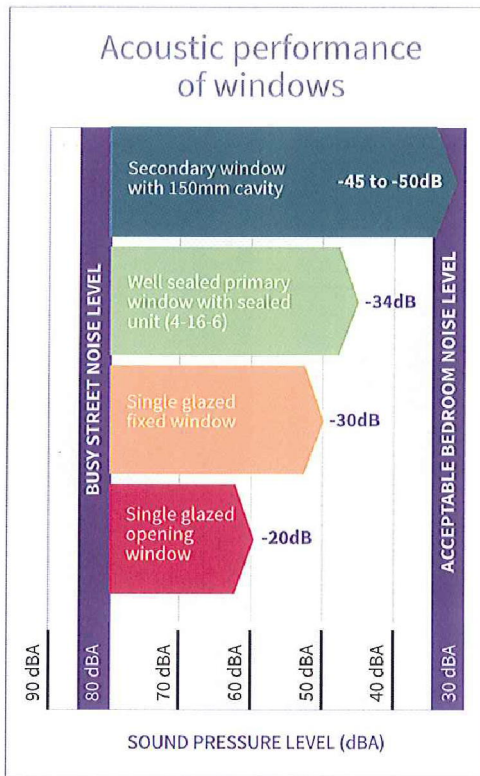 Acoustic performance
of windows
Secondary window
with 150mm cavity
-45 to -50dB
Well sealed primary
window with sealed
unit (4-16-6)
-34dB
Single glazed
fixed window
-30dB
Single glazed
opening
window
-20dB
BUSY STREET NOISE LEVEL
ACCEPTABLE BEDROOM NOISE LEVEL
90 dBA
80 dBA
70 dBA
60 dBA
50 dBA
40 dBA
30 dBA
SOUND PRESSURE LEVEL (dBA)